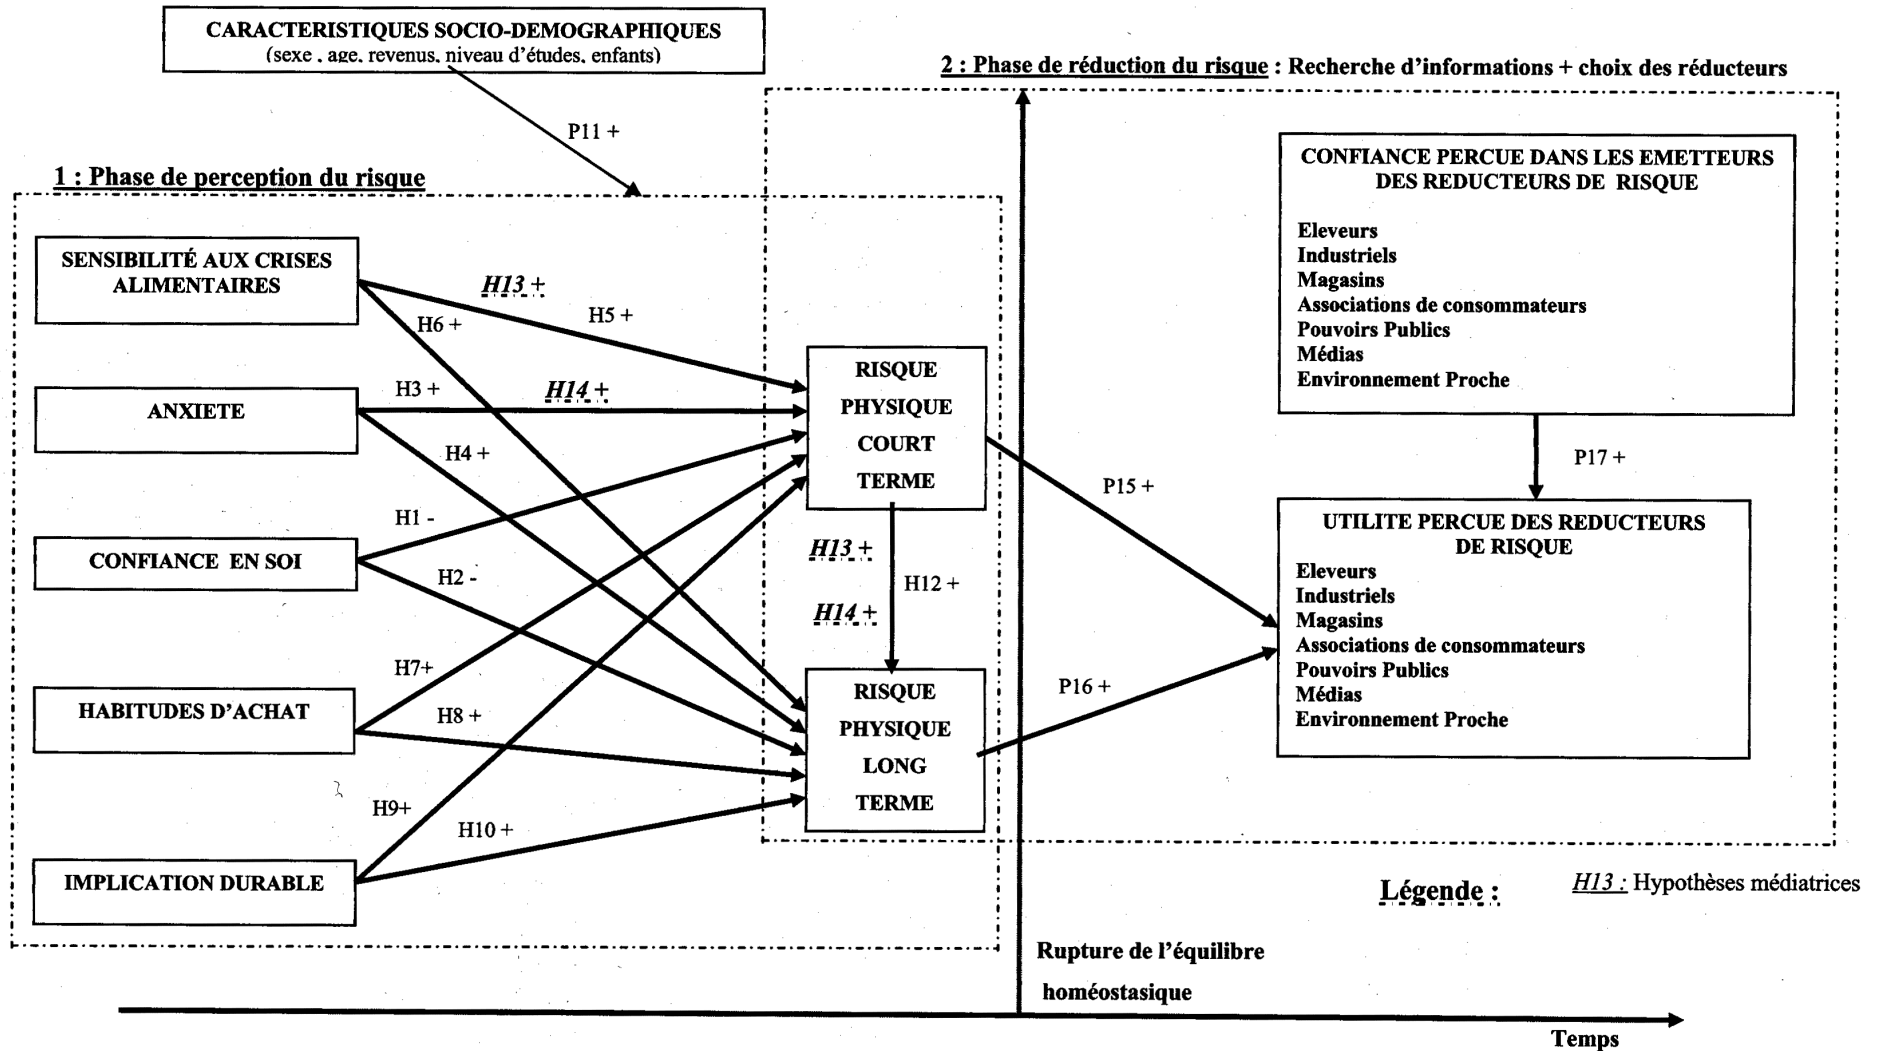 CARACTERISTIQUES SOCIO-DEMOGRAPHIQUES
(sexe , age, revenus, niveau d'études, enfants)
2 : Phase de réduction du risque : Recherche d'informations + choix des réducteurs
P11 +
1 : Phase de perception du risque
CONFIANCE PERCUE DANS LES EMETTEURS
DES REDUCTEURS DE RISQUE
Eleveurs
Industriels
Magasins
Associations de consommateurs
Pouvoirs Publics
Médias
Environnement Proche
SENSIBILITÉ AUX CRISES
ALIMENTAIRES
H13 +
H5 +
H6 +
ANXIETE
H3 +
H14 +
H4 +
RISQUE
PHYSIQUE
COURT
TERME
P17 +
P15 +
CONFIANCE EN SOI
H1 -
H2 -
H13 +
H12 +
H14 +
UTILITE PERCUE DES REDUCTEURS
DE RISQUE
Eleveurs
Industriels
Magasins
Associations de consommateurs
Pouvoirs Publics
Médias
Environnement Proche
HABITUDES D'ACHAT
H7+
H8 +
RISQUE
PHYSIQUE
LONG
TERME
P16 +
IMPLICATION DURABLE
H9+
H10 +
Légende :
H13 : Hypothèses médiatrices
Rupture de l'équilibre
homéostasique
Temps